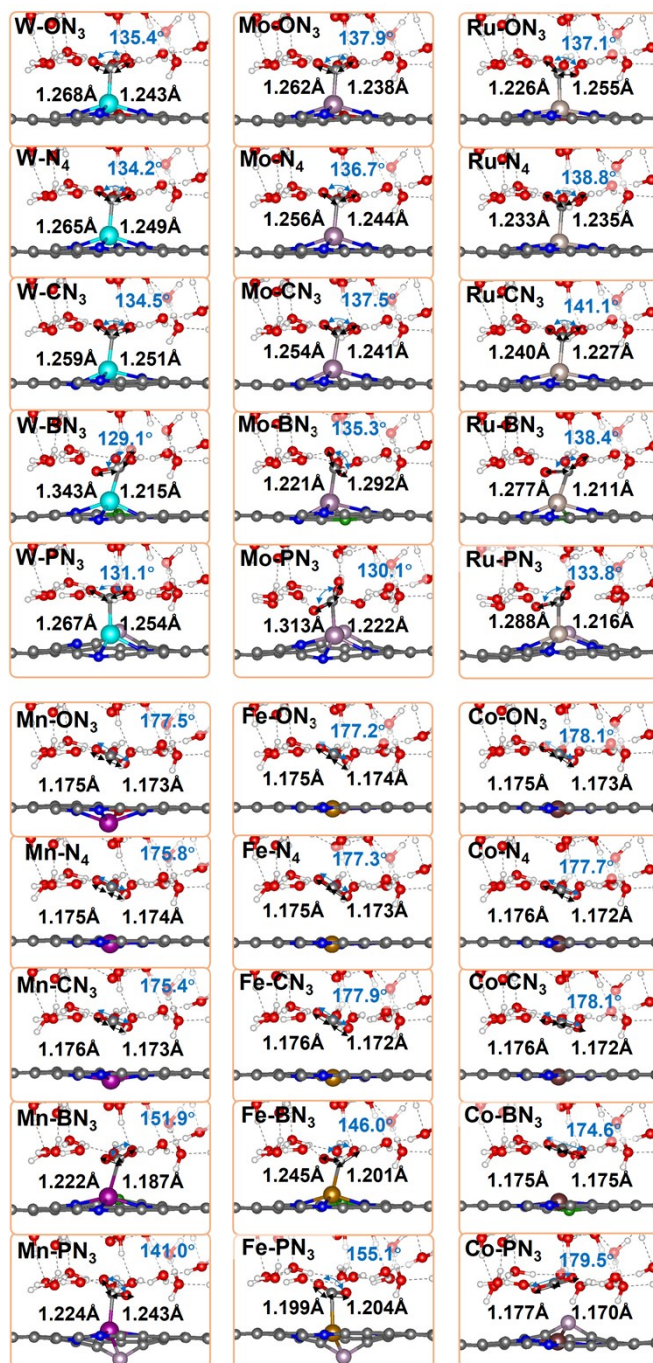 W-ON3 135.4° 1.268Å 1.243Å
Mo-ON3 137.9° 1.262Å 1.238Å
Ru-ON3 137.1° 1.226Å 1.255Å
W-N4 134.2° 1.265Å 1.249Å
Mo-N4 136.7° 1.256Å 1.244Å
Ru-N4 138.8° 1.233Å 1.235Å
W-CN3 134.5° 1.259Å 1.251Å
Mo-CN3 137.5° 1.254Å 1.241Å
Ru-CN3 141.1° 1.240Å 1.227Å
W-BN3 129.1° 1.343Å 1.215Å
Mo-BN3 135.3° 1.221Å 1.292Å
Ru-BN3 138.4° 1.277Å 1.211Å
W-PN3 131.1° 1.267Å 1.254Å
Mo-PN3 130.1° 1.313Å 1.222Å
Ru-PN3 133.8° 1.288Å 1.216Å
Mn-ON3 177.5° 1.175Å 1.173Å
Fe-ON3 177.2° 1.175Å 1.174Å
Co-ON3 178.1° 1.175Å 1.173Å
Mn-N4 175.8° 1.175Å 1.174Å
Fe-N4 177.3° 1.175Å 1.173Å
Co-N4 177.7° 1.176Å 1.172Å
Mn-CN3 175.4° 1.176Å 1.173Å
Fe-CN3 177.9° 1.176Å 1.172Å
Co-CN3 178.1° 1.176Å 1.172Å
Mn-BN3 151.9° 1.222Å 1.187Å
Fe-BN3 146.0° 1.245Å 1.201Å
Co-BN3 174.6° 1.175Å 1.175Å
Mn-PN3 141.0° 1.224Å 1.243Å
Fe-PN3 155.1° 1.199Å 1.204Å
Co-PN3 179.5° 1.177Å 1.170Å